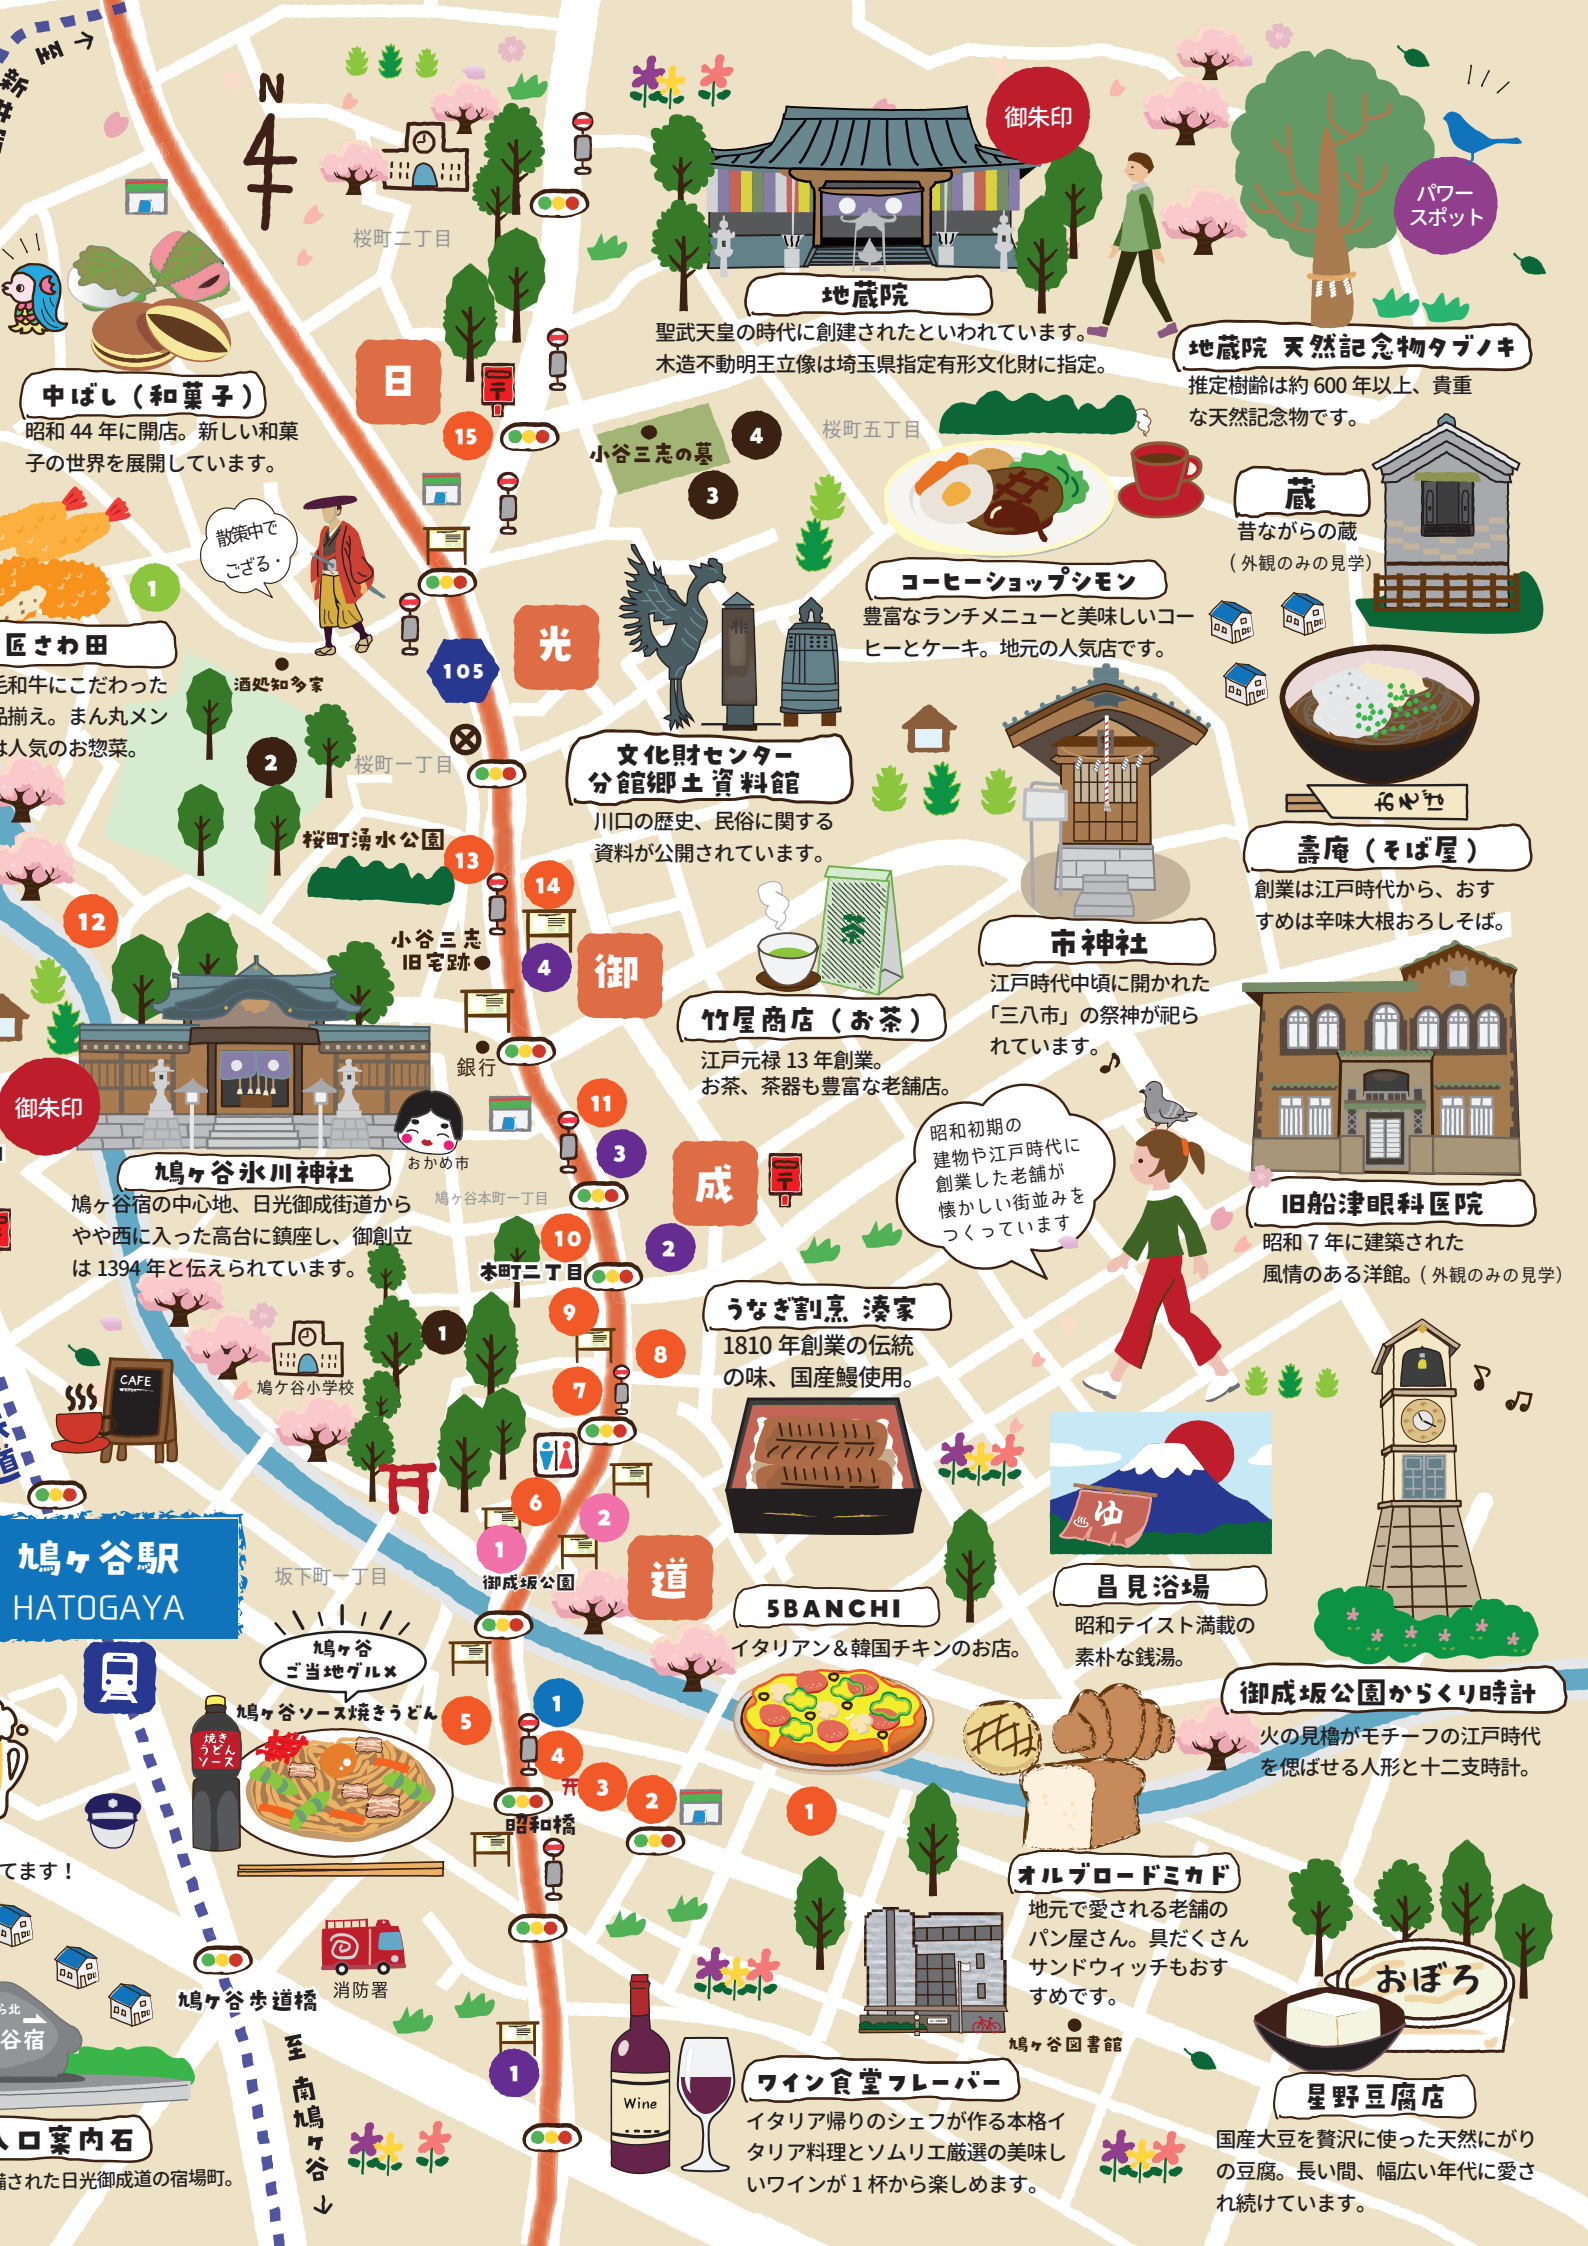 至
新井
N
4
桜町二丁目
御朱印
パワー
スポット
地蔵院
聖武天皇の時代に創建されたといわれています。
木造不動明王立像は埼玉県指定有形文化財に指定。
地蔵院 天然記念物タブノキ
推定樹齢は約 600 年以上、貴重
な天然記念物です。
中ばし（和菓子）
昭和 44 年に開店。新しい和菓
子の世界を展開しています。
日
〒
15
小谷三志の墓
4
3
桜町五丁目
蔵
昔ながらの蔵
( 外観のみの見学)
散策中で
ござる・
1
匠さわ田
毛和牛にこだわった
品揃え。まん丸メン
は人気のお惣菜。
コーヒーショップシモン
豊富なランチメニューと美味しいコー
ヒーとケーキ。地元の人気店です。
光
105
酒処知多家
2
桜町一丁目
文化財センター
分館郷土資料館
川口の歴史、民俗に関する
資料が公開されています。
おそば
壽庵（そば屋）
創業は江戸時代から、おす
すめは辛味大根おろしそば。
桜町湧水公園
13
14
12
茶
市神社
江戸時代中頃に開かれた
「三八市」の祭神が祀ら
れています。
小谷三志
旧宅跡
4
御
竹屋商店（お茶）
江戸元禄 13 年創業。
お茶、茶器も豊富な老舗店。
銀行
御朱印
11
3
おかめ市
鳩ヶ谷氷川神社
鳩ヶ谷宿の中心地、日光御成街道から
やや西に入った高台に鎮座し、御創立
は 1394 年と伝えられています。
鳩ヶ谷本町一丁目
成
〒
昭和初期の
建物や江戸時代に
創業した老舗が
懐かしい街並みを
つくっています
旧船津眼科医院
昭和 7 年に建築された
風情のある洋館。( 外観のみの見学)
10
2
本町二丁目
9
1
8
7
うなぎ割烹 湊家
1810 年創業の伝統
の味、国産鰻使用。
CAFE
鳩ケ谷小学校
道
6
2
1
御成坂公園
道
ゆ
鳩ヶ谷駅
HATOGAYA
坂下町一丁目
5BANCHI
イタリアン＆韓国チキンのお店。
昌見浴場
昭和テイスト満載の
素朴な銭湯。
御成坂公園からくり時計
火の見櫓がモチーフの江戸時代
を偲ばせる人形と十二支時計。
鳩ヶ谷
ご当地グルメ
鳩ヶ谷ソース焼きうどん
焼き
うどん
ソース
5
1
4
3
2
1
昭和橋
てます！
オルブロードミカド
地元で愛される老舗の
パン屋さん。具だくさん
サンドウィッチもおす
すめです。
鳩ヶ谷図書館
消防署
鳩ヶ谷歩道橋
至
南鳩ヶ谷
ら北
谷宿
入口案内石
備された日光御成道の宿場町。
1
Wine
ワイン食堂フレーバー
イタリア帰りのシェフが作る本格イ
タリア料理とソムリエ厳選の美味し
いワインが 1 杯から楽しめます。
おぼろ
星野豆腐店
国産大豆を贅沢に使った天然にがり
の豆腐。長い間、幅広い年代に愛さ
れ続けています。